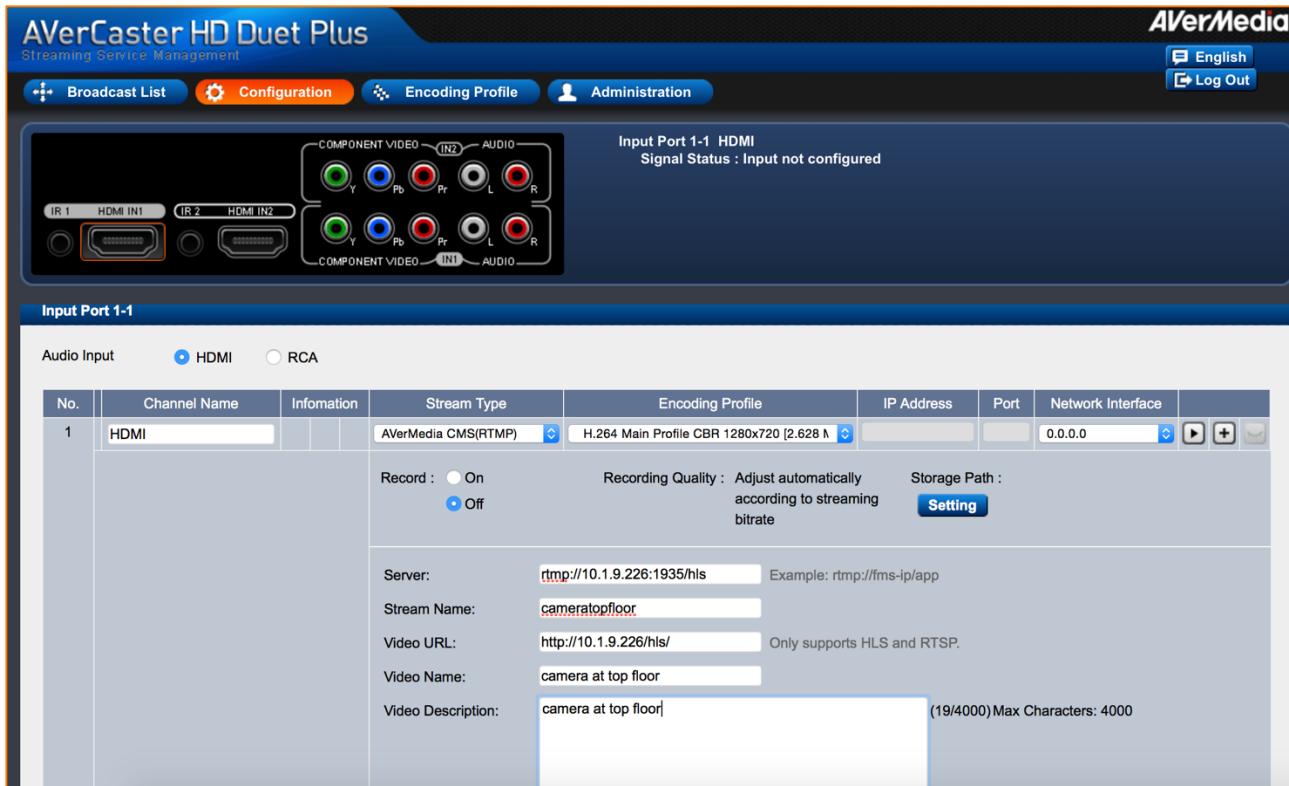 AVerCaster HD Duet Plus
Streaming Service Management
AVerMedia
English
Log Out
Broadcast List Configuration Encoding Profile Administration
COMPONENT VIDEO IN2 AUDIO
Y Pb Pr L R
IR 1 HDMI IN1 IR 2 HDMI IN2
Y Pb Pr L R
COMPONENT VIDEO IN1 AUDIO
Input Port 1-1 HDMI
Signal Status : Input not configured
Input Port 1-1
Audio Input HDMI RCA
No. Channel Name Infomation Stream Type Encoding Profile IP Address Port Network Interface
1 HDMI AVerMedia CMS(RTMP) H.264 Main Profile CBR 1280x720 [2.628 M 0.0.0.0
Record : On
Off
Recording Quality : Adjust automatically
according to streaming
bitrate
Storage Path :
Setting
Server: rtmp://10.1.9.226:1935/hls Example: rtmp://fms-ip/app
Stream Name: cameratopfloor
Video URL: http://10.1.9.226/hls/ Only supports HLS and RTSP.
Video Name: camera at top floor
Video Description: camera at top floor (19/4000) Max Characters: 4000